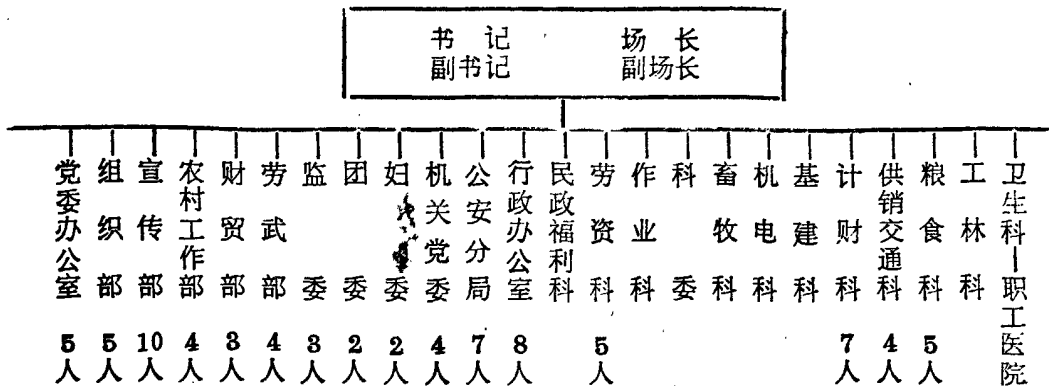 书记 场长
副书记 副场长
党委办公室 5人
组织部 5人
宣传部 10人
农村工作部 4人
财贸部 3人
劳武部 4人
监委 3人
团委 2人
妇委 2人
机关党委 4人
公安分局 7人
行政办公室 8人
民政福利科
劳资科 5人
作业科
科委
畜牧科
机电科
基建科
计财科 7人
供销交通科 4人
粮食科 5人
工林科
卫生科—职工医院